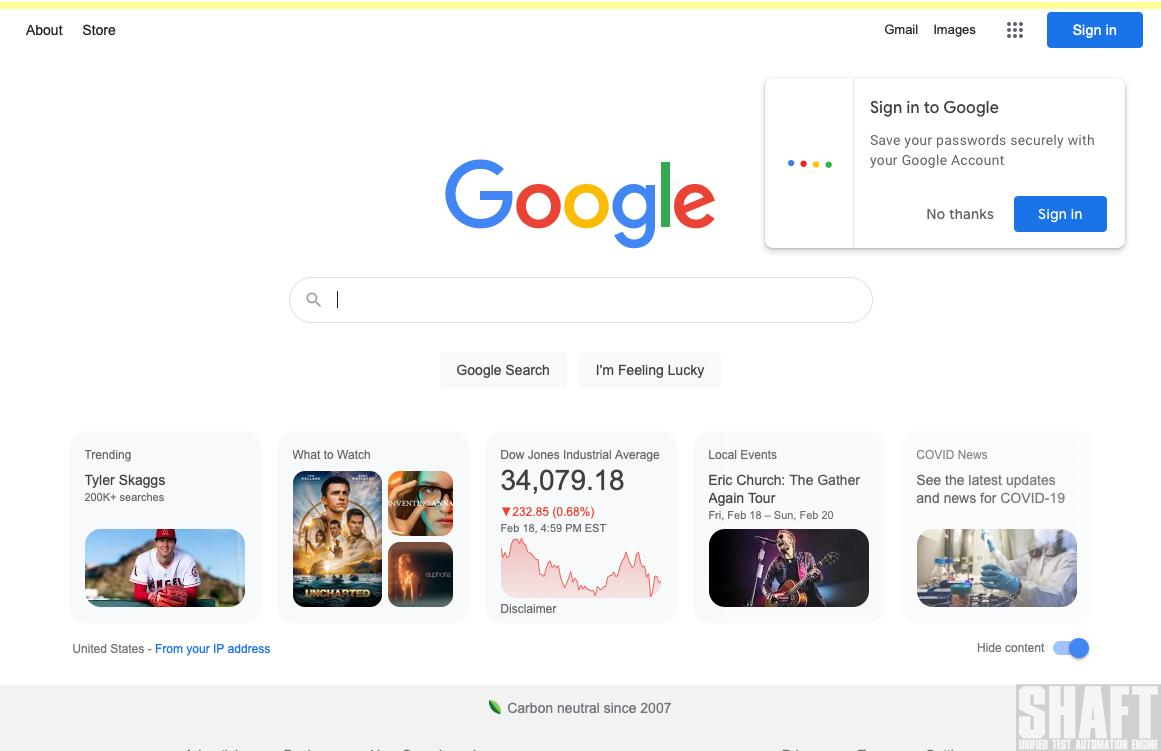 About Store
Gmail Images
Sign in
Sign in to Google
Save your passwords securely with
your Google Account
No thanks
Sign in
Google
Google Search
I'm Feeling Lucky
Trending
Tyler Skaggs
200K+ searches
What to Watch
UNCHARTED
INVENTING ANNA
euphoria
Dow Jones Industrial Average
34,079.18
▼232.85 (0.68%)
Feb 18, 4:59 PM EST
Disclaimer
Local Events
Eric Church: The Gather
Again Tour
Fri, Feb 18 – Sun, Feb 20
COVID News
See the latest updates
and news for COVID-19
United States - From your IP address
Hide content
Carbon neutral since 2007
SHAFT
UNIFIED TEST AUTOMATION ENGINE